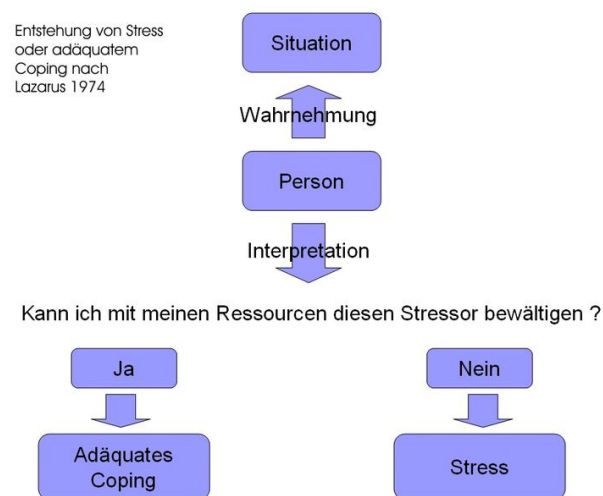 Entstehung von Stress
oder adäquatem
Coping nach
Lazarus 1974
Situation
Wahrnehmung
Person
Interpretation
Kann ich mit meinen Ressourcen diesen Stressor bewältigen ?
Ja
Nein
Adäquates
Coping
Stress